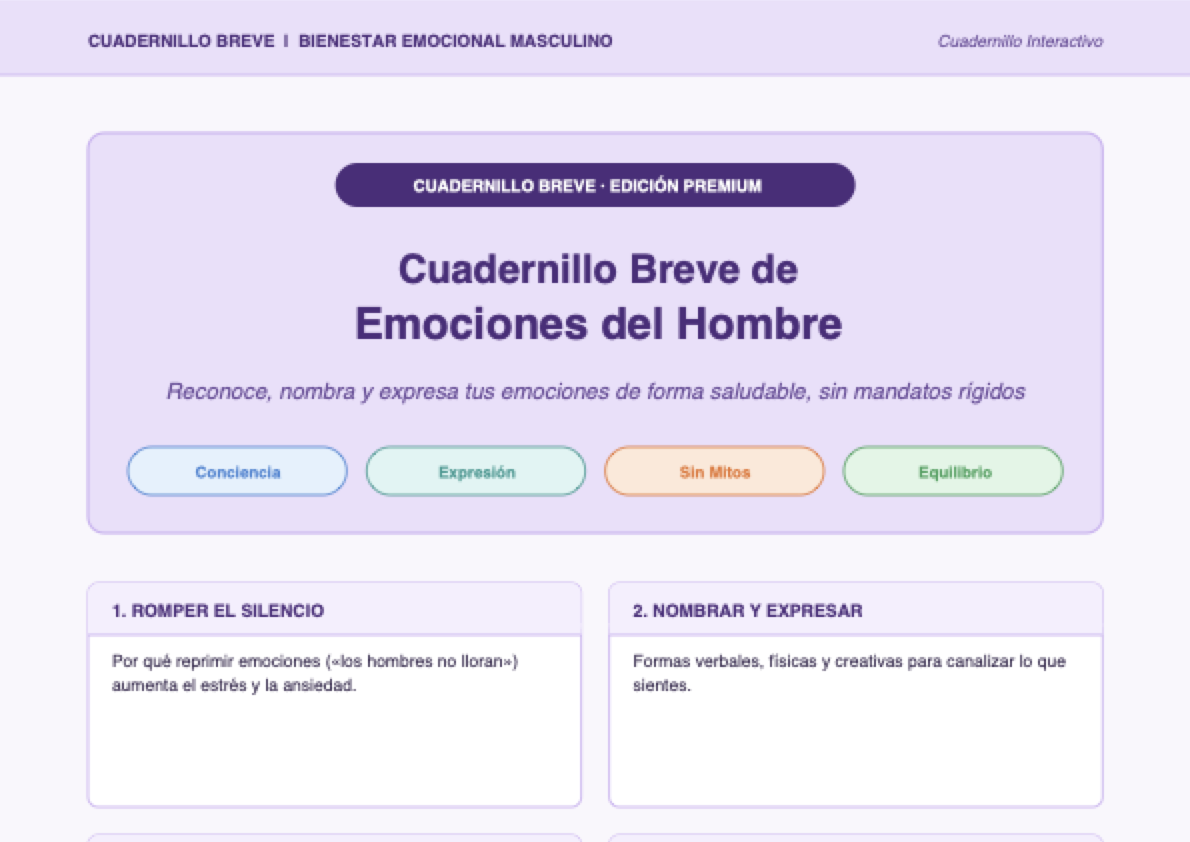 CUADERNILLO BREVE | BIENESTAR EMOCIONAL MASCULINO
Cuadernillo Interactivo
CUADERNILLO BREVE · EDICIÓN PREMIUM
Cuadernillo Breve de
Emociones del Hombre
Reconoce, nombra y expresa tus emociones de forma saludable, sin mandatos rígidos
Conciencia
Expresión
Sin Mitos
Equilibrio
1. ROMPER EL SILENCIO
Por qué reprimir emociones («los hombres no lloran»)
aumenta el estrés y la ansiedad.
2. NOMBRAR Y EXPRESAR
Formas verbales, físicas y creativas para canalizar lo que
sientes.